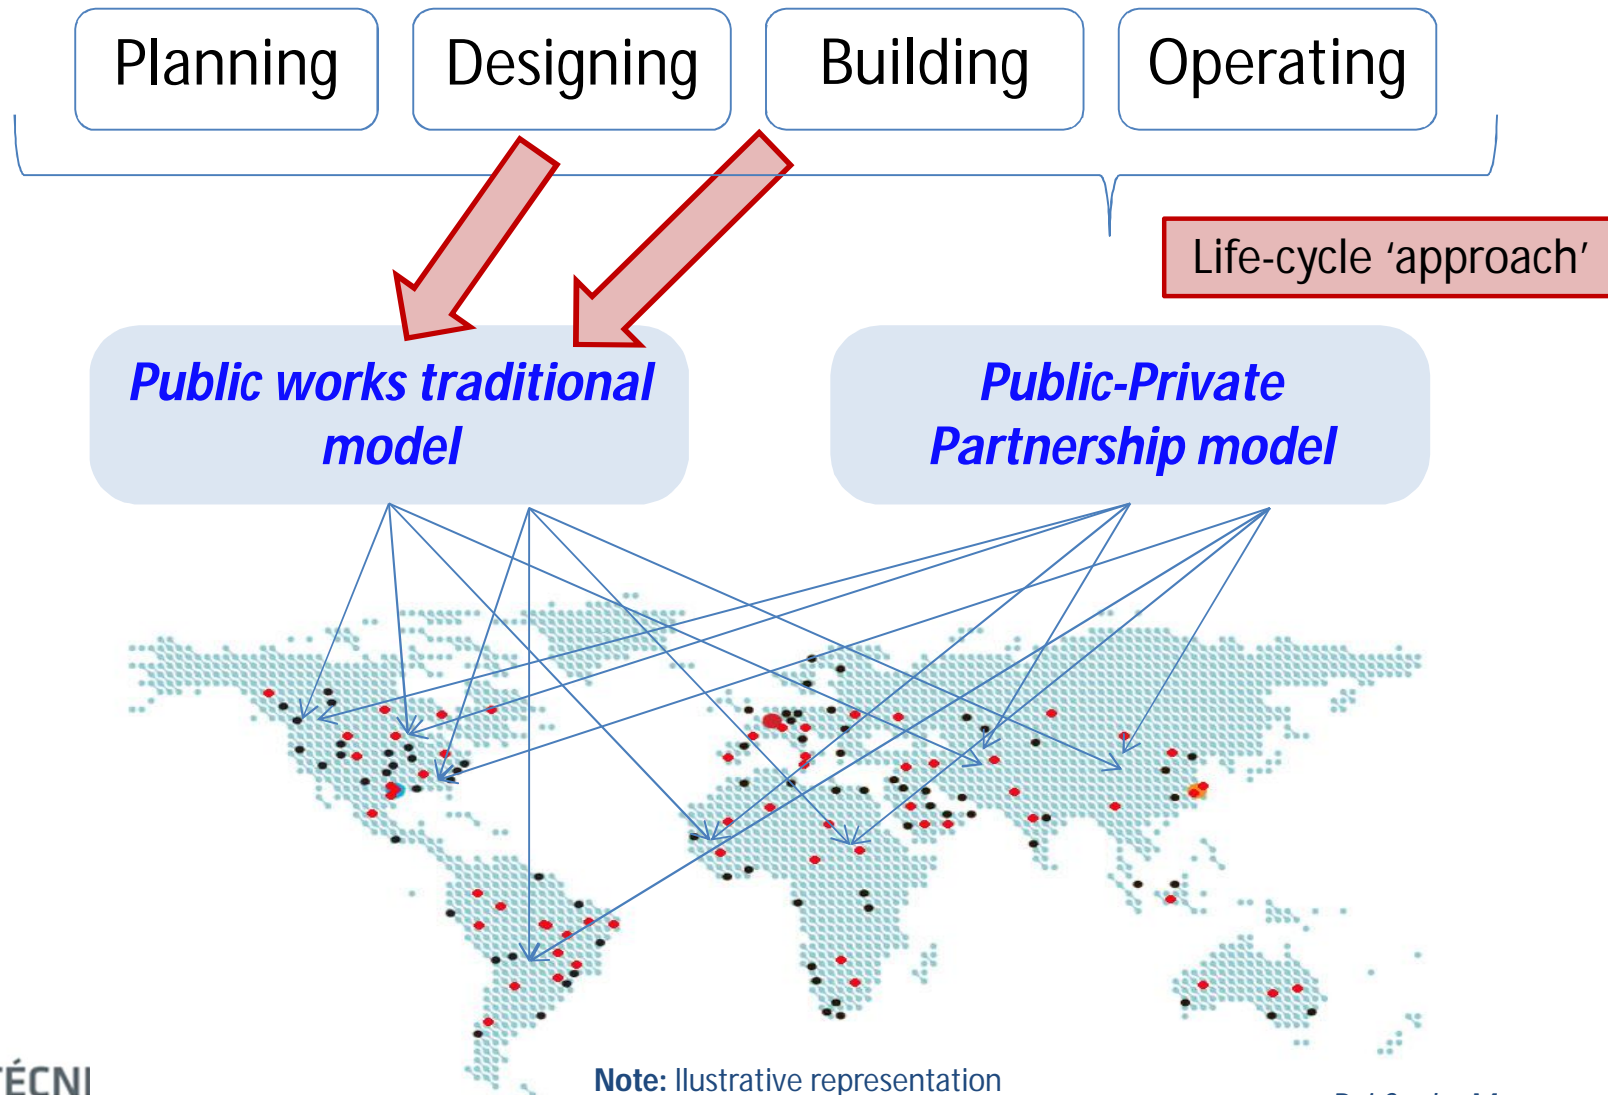 Planning
Designing
Building
Operating
Life-cycle ‘approach’
Public works traditional
model
Public-Private
Partnership model
Note: Ilustrative representation